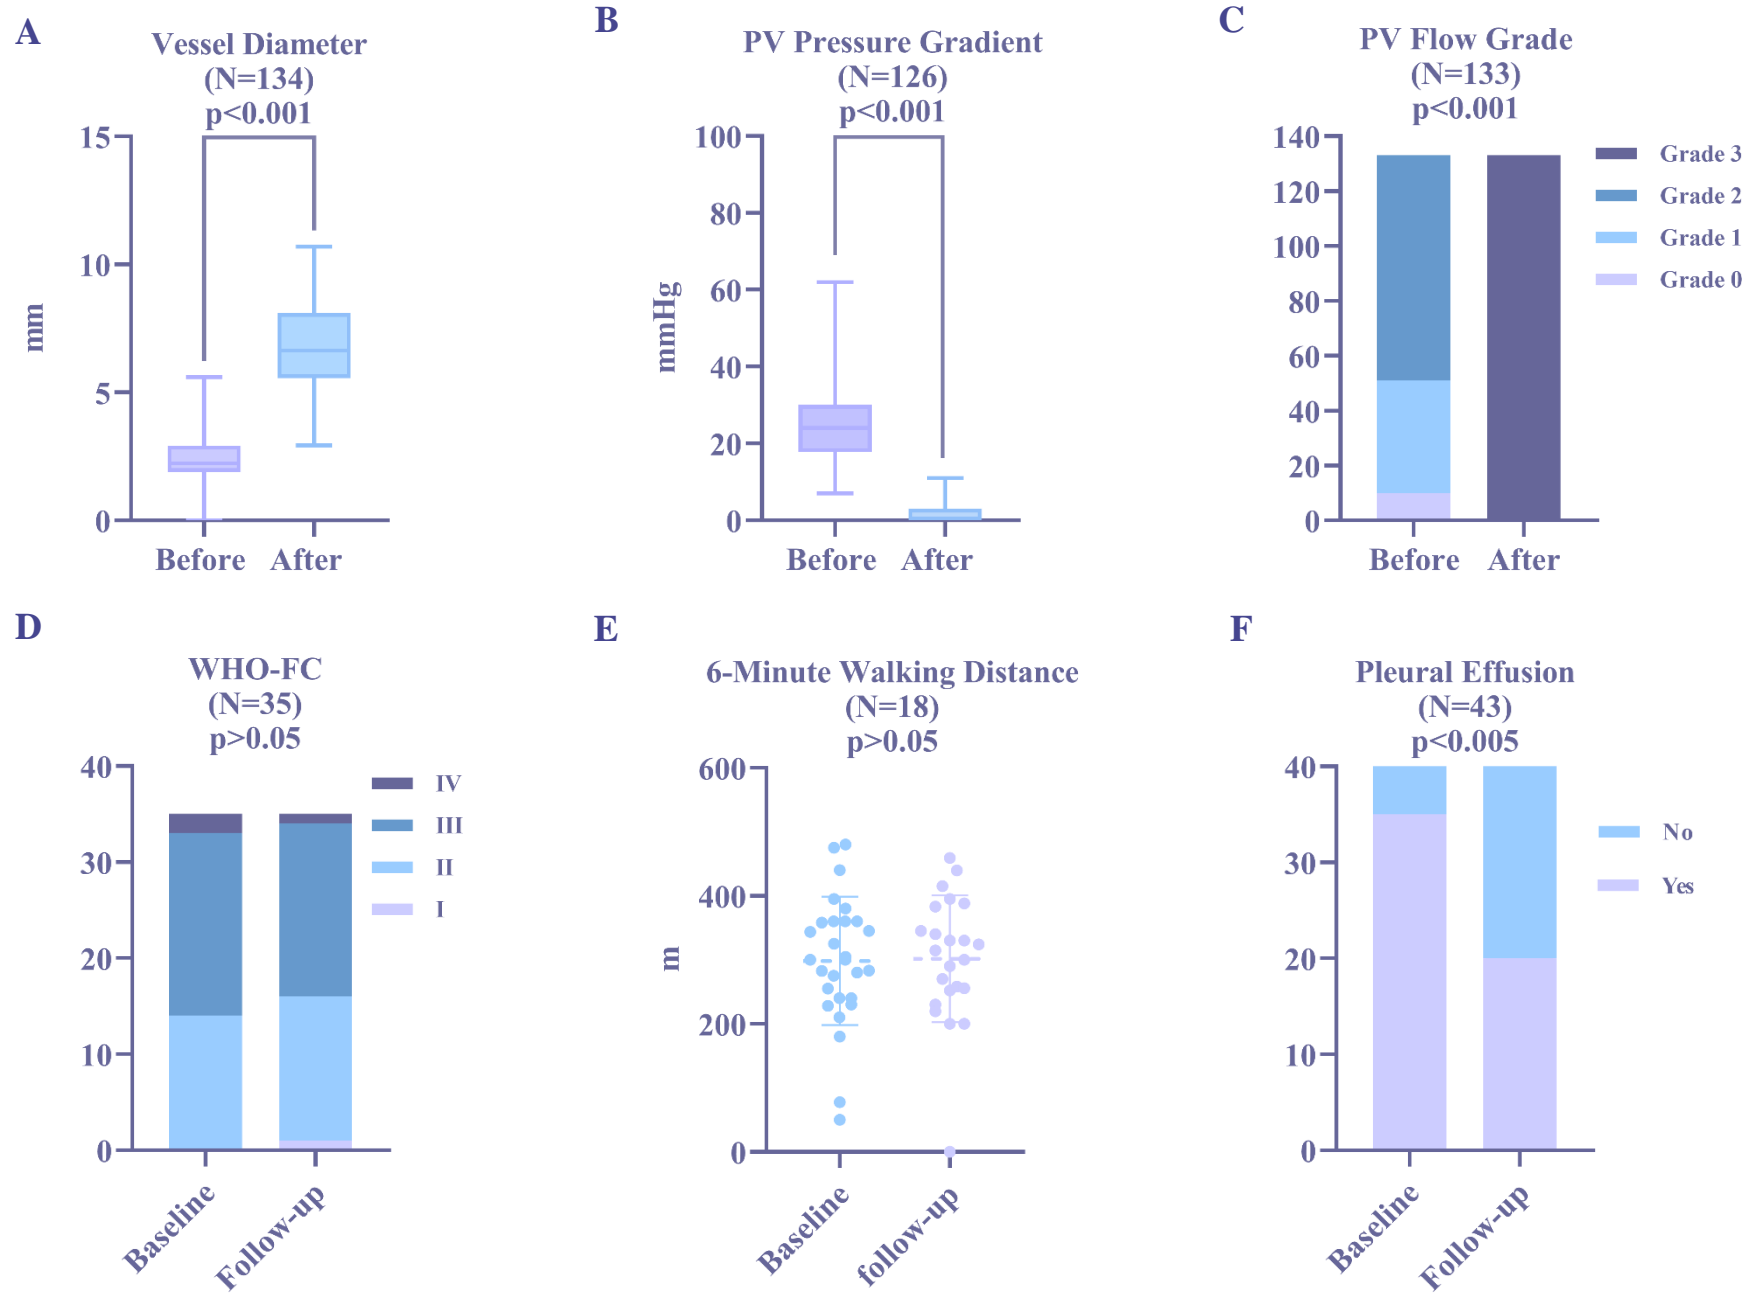 A
Vessel Diameter
(N=134)
p<0.001
15
10
5
0
mm
Before
After
B
PV Pressure Gradient
(N=126)
p<0.001
100
80
60
40
20
0
mmHg
Before
After
C
PV Flow Grade
(N=133)
p<0.001
140
120
100
80
60
40
20
0
Before
After
Grade 3
Grade 2
Grade 1
Grade 0
D
WHO-FC
(N=35)
p>0.05
40
30
20
10
0
Baseline
Follow-up
IV
III
II
I
E
6-Minute Walking Distance
(N=18)
p>0.05
600
400
200
0
m
Baseline
follow-up
F
Pleural Effusion
(N=43)
p<0.005
40
30
20
10
0
Baseline
Follow-up
No
Yes